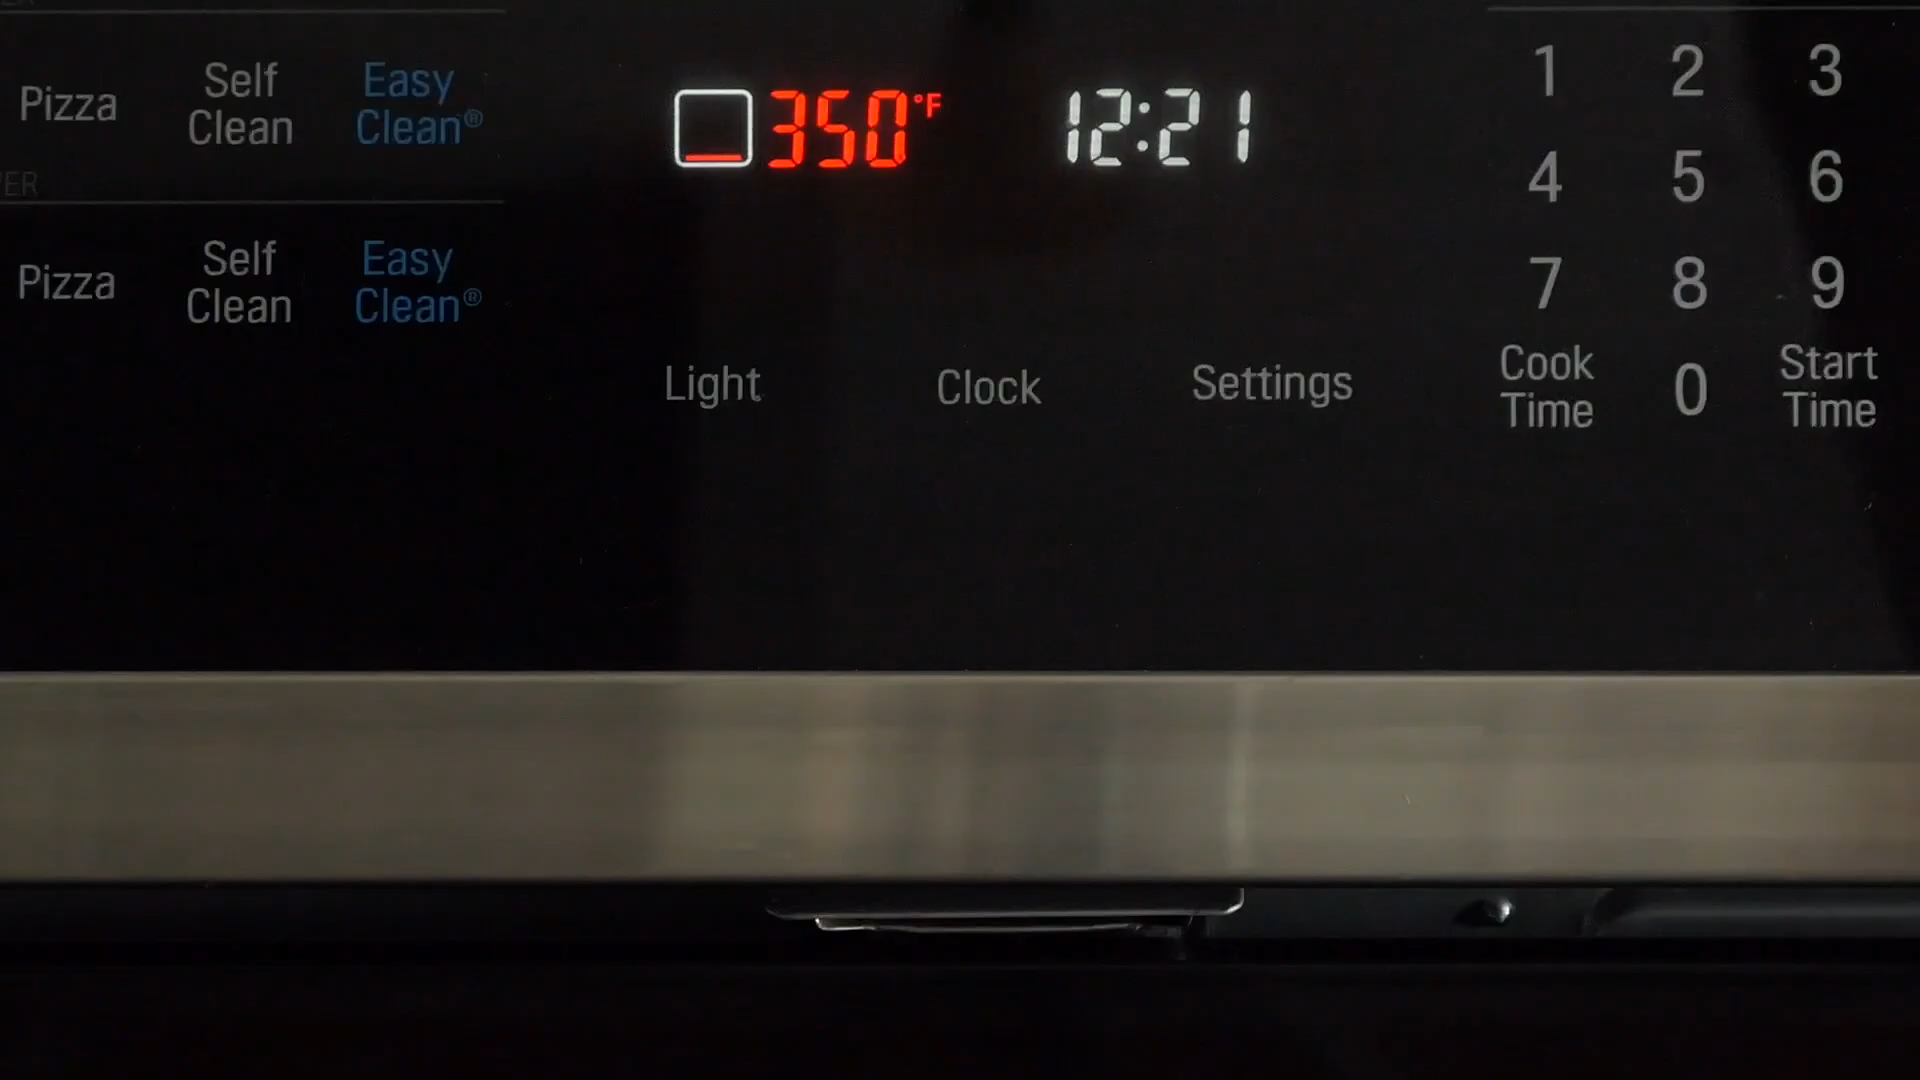 Pizza
Self
Clean
Easy
Clean®
350°F
12:21
1 2 3
4 5 6
7 8 9
Pizza
Self
Clean
Easy
Clean®
Light
Clock
Settings
Cook
Time
0
Start
Time